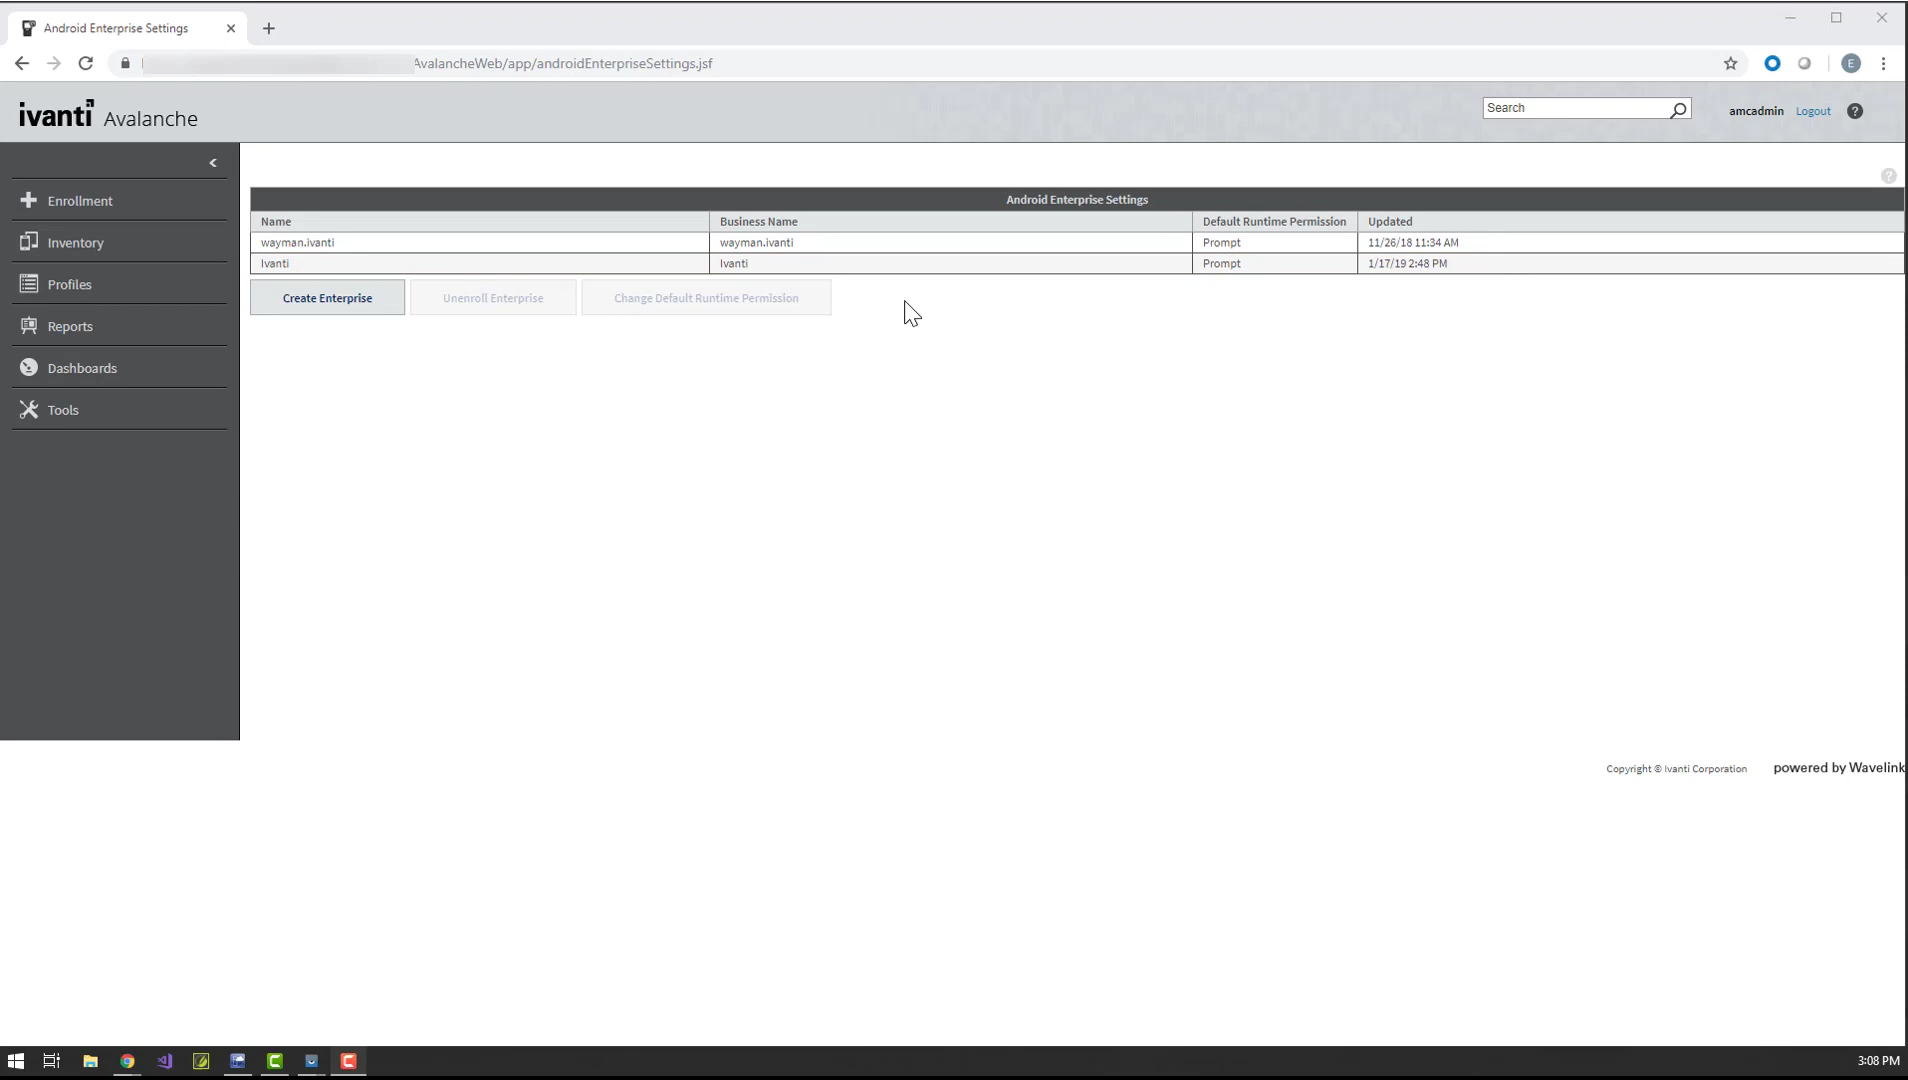 Android Enterprise Settings
AvalancheWeb/app/androidEnterpriseSettings.jsf
E
ivanti Avalanche
Search
amcadmin Logout ?
<
?
Enrollment
Inventory
Profiles
Reports
Dashboards
Tools
Android Enterprise Settings
Name Business Name Default Runtime Permission Updated
wayman.ivanti wayman.ivanti Prompt 11/26/18 11:34 AM
Ivanti Ivanti Prompt 1/17/19 2:48 PM
Create Enterprise Unenroll Enterprise Change Default Runtime Permission
Copyright © Ivanti Corporation powered by Wavelink
3:08 PM